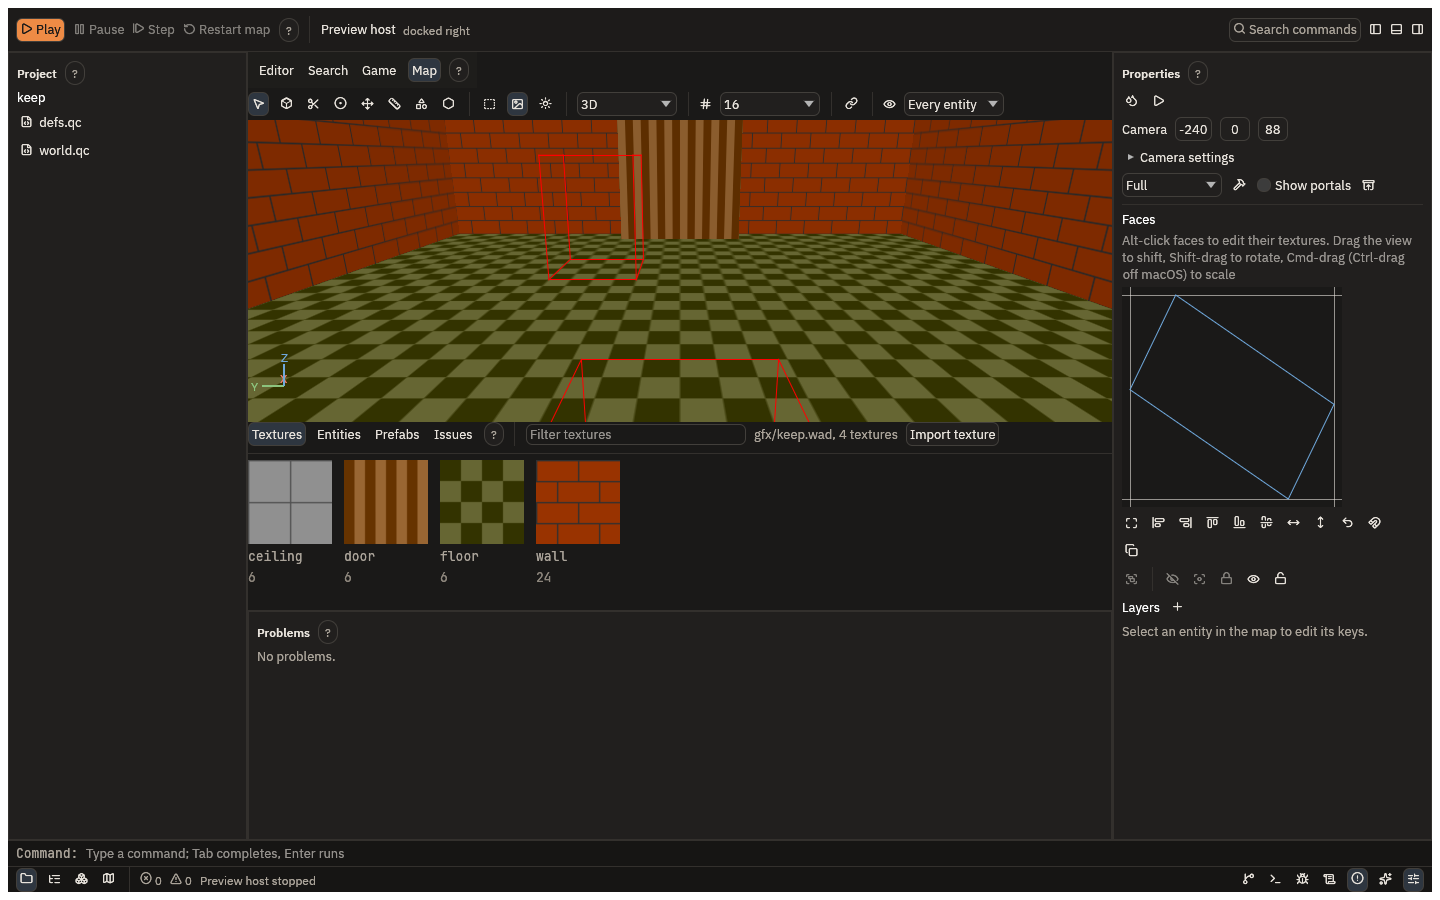 Play Pause Step Restart map ? Preview host docked right Search commands
Project ?
keep
defs.qc
world.qc
Editor Search Game Map ?
3D 16 Every entity
Z
Y X
Textures Entities Prefabs Issues ? Filter textures gfx/keep.wad, 4 textures Import texture
ceiling door floor wall
6 6 6 24
Problems ?
No problems.
Properties ?
Camera -240 0 88
Camera settings
Full Show portals
Faces
Alt-click faces to edit their textures. Drag the view
to shift, Shift-drag to rotate, Cmd-drag (Ctrl-drag
off macOS) to scale
Layers +
Select an entity in the map to edit its keys.
Command: Type a command; Tab completes, Enter runs
0 0 Preview host stopped